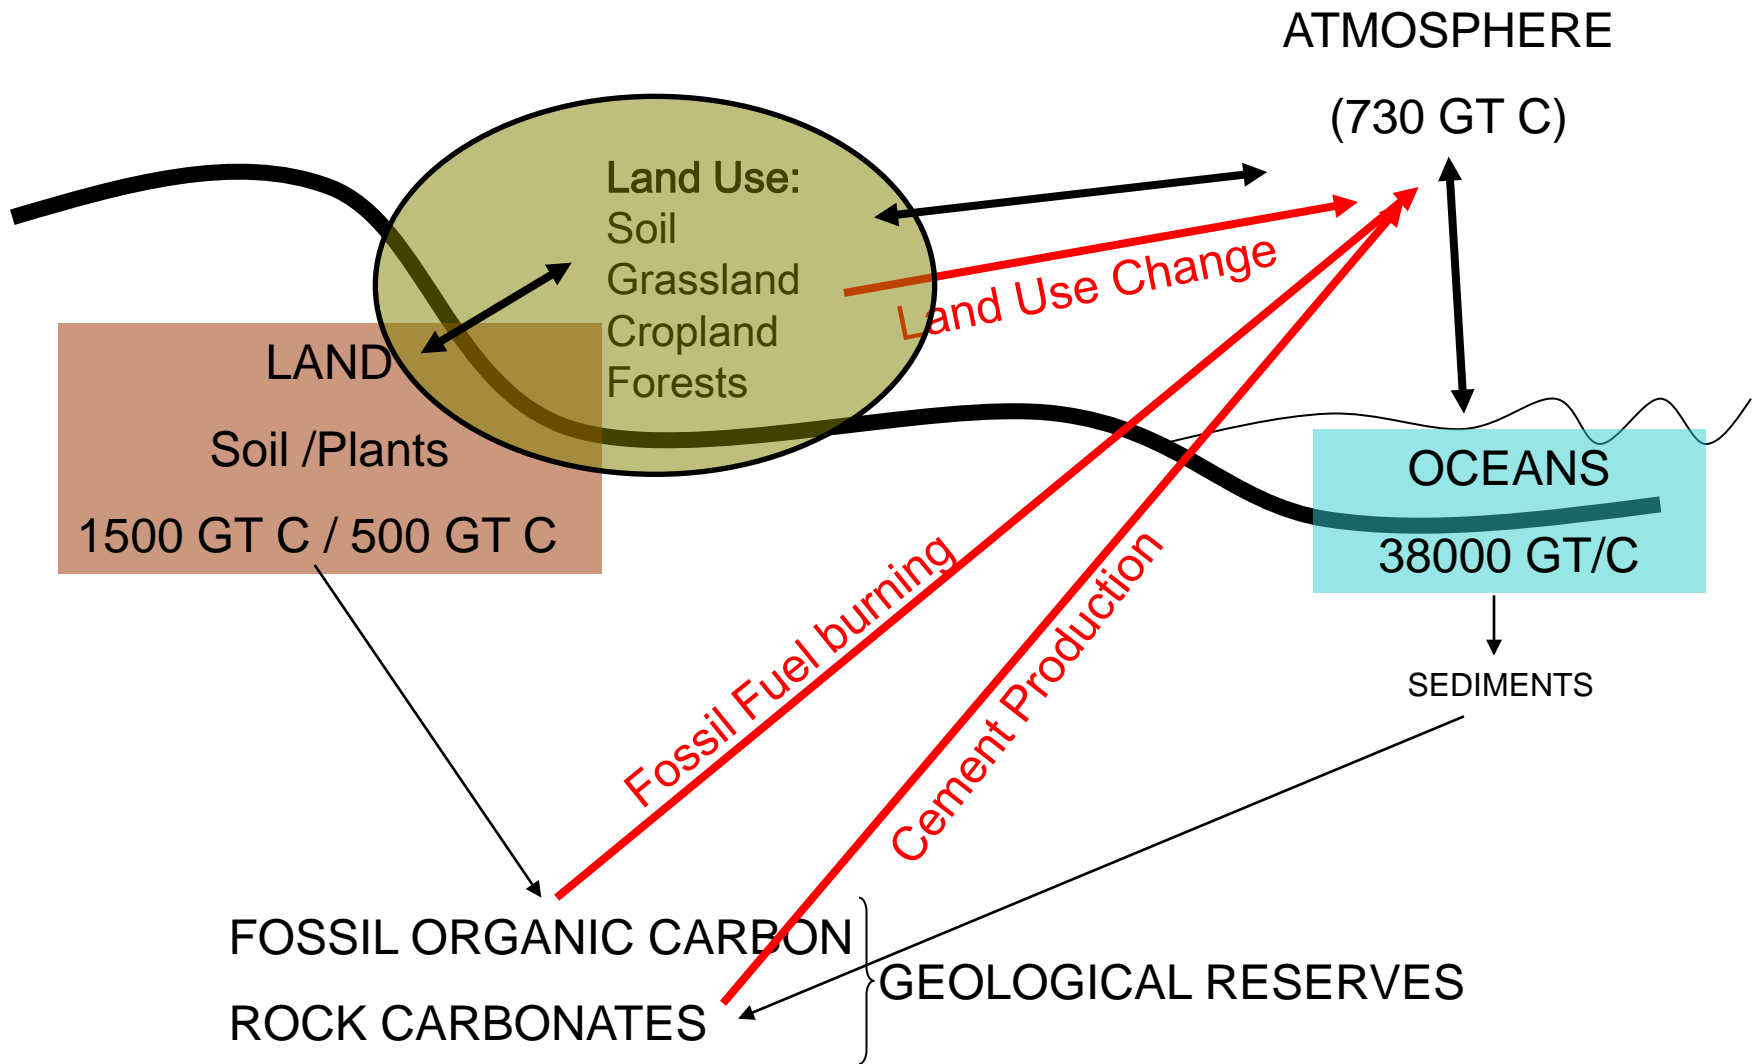 ATMOSPHERE
(730 GT C)
Land Use:
Soil
Grassland
Cropland
Forests
Land Use Change
LAND
Soil /Plants
1500 GT C / 500 GT C
OCEANS
38000 GT/C
SEDIMENTS
Fossil Fuel burning
Cement Production
FOSSIL ORGANIC CARBON
ROCK CARBONATES
GEOLOGICAL RESERVES